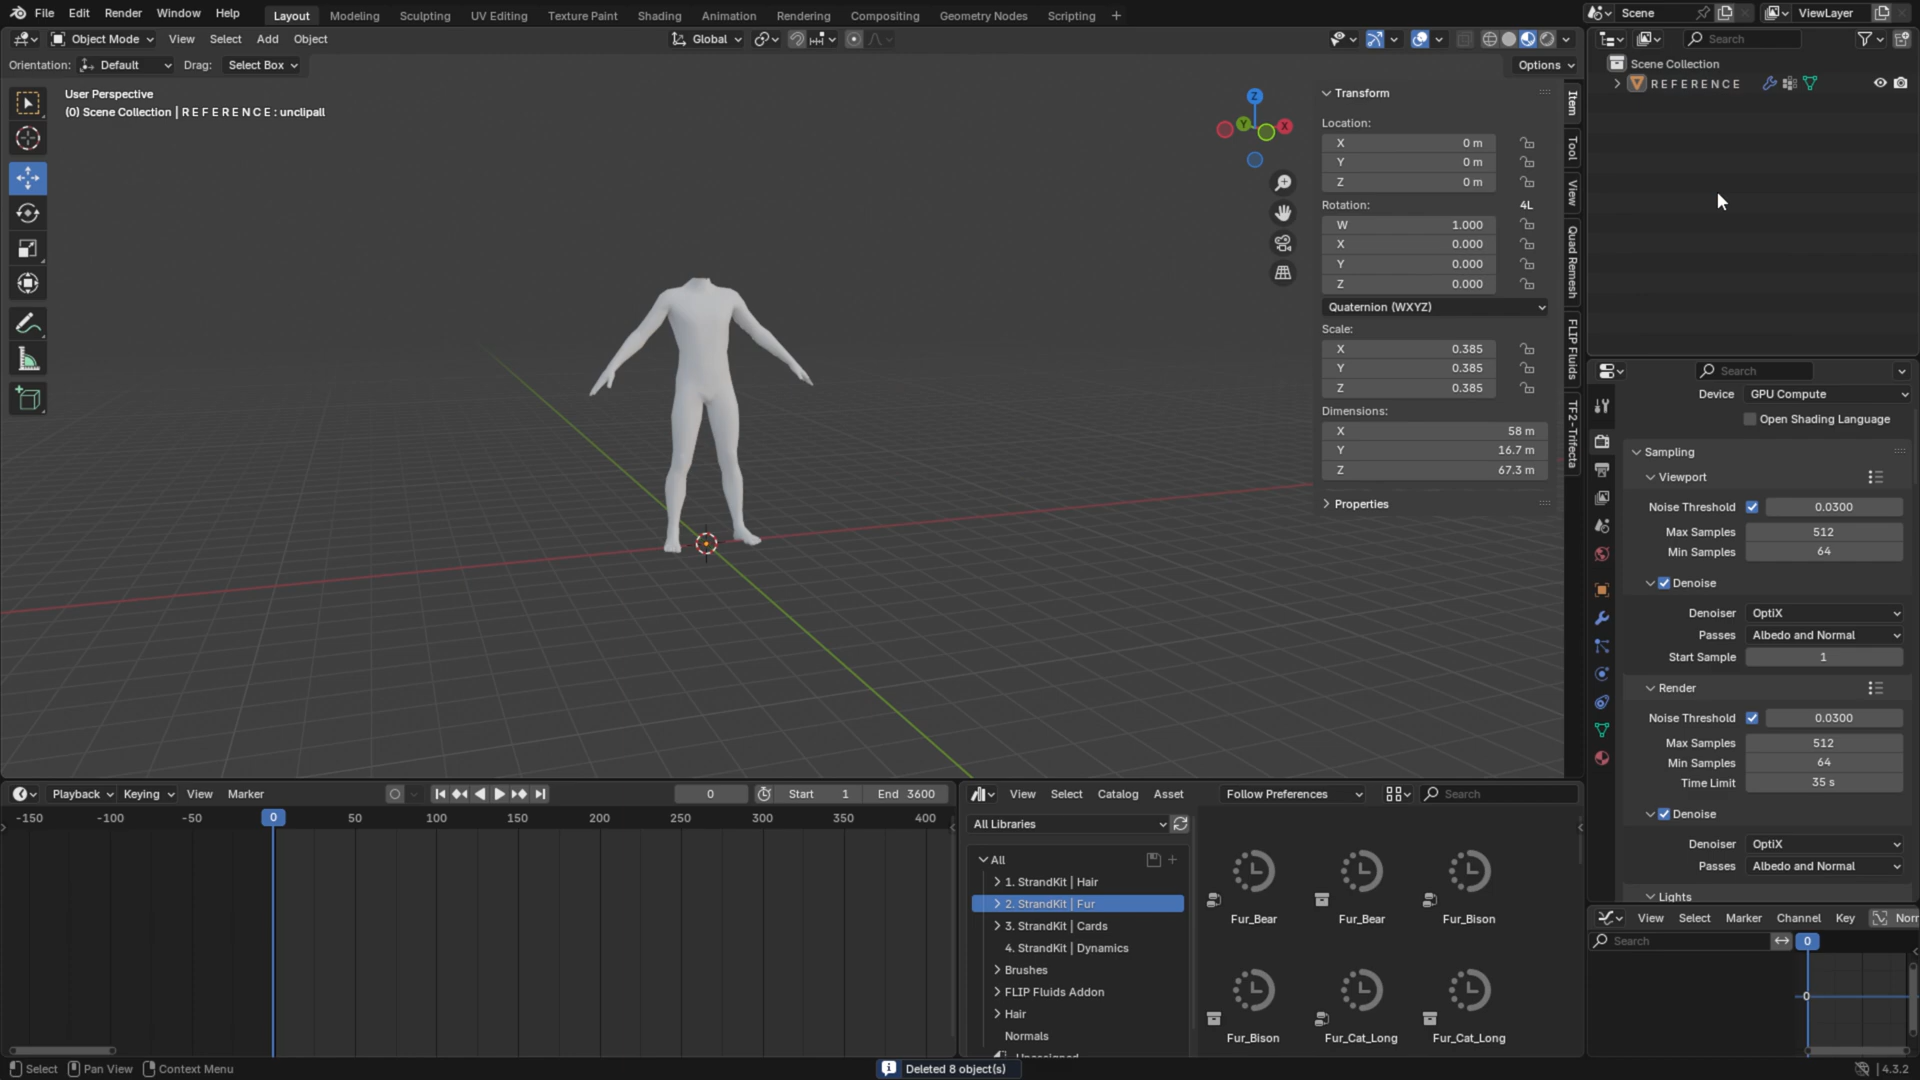 File Edit Render Window Help Layout Modeling Sculpting UV Editing Texture Paint Shading Animation Rendering Compositing Geometry Nodes Scripting + Scene ViewLayer
Object Mode View Select Add Object Global Search
Orientation: Default Drag: Select Box Options
Scene Collection
REFERENCE
User Perspective
(0) Scene Collection | R E F E R E N C E : unclipall
Z
Y
X
Transform
Location:
X 0 m
Y 0 m
Z 0 m
Rotation: 4L
W 1.000
X 0.000
Y 0.000
Z 0.000
Quaternion (WXYZ)
Scale:
X 0.385
Y 0.385
Z 0.385
Dimensions:
X 58 m
Y 16.7 m
Z 67.3 m
Properties
Item
Tool
View
Quad Remesh
FLIP Fluids
TF2-Trifecta
Search
Device GPU Compute
Open Shading Language
Sampling
Viewport
Noise Threshold 0.0300
Max Samples 512
Min Samples 64
Denoise
Denoiser OptiX
Passes Albedo and Normal
Start Sample 1
Render
Noise Threshold 0.0300
Max Samples 512
Min Samples 64
Time Limit 35 s
Denoise
Denoiser OptiX
Passes Albedo and Normal
Lights
Playback Keying View Marker 0 Start 1 End 3600
-150 -100 -50 0 50 100 150 200 250 300 350 400
View Select Catalog Asset Follow Preferences Search
All Libraries
All
1. StrandKit | Hair
2. StrandKit | Fur
3. StrandKit | Cards
4. StrandKit | Dynamics
Brushes
FLIP Fluids Addon
Hair
Normals
Fur_Bear Fur_Bear Fur_Bison
Fur_Bison Fur_Cat_Long Fur_Cat_Long
View Select Marker Channel Key Norr
Search 0
0
Select Pan View Context Menu Deleted 8 object(s) 4.3.2